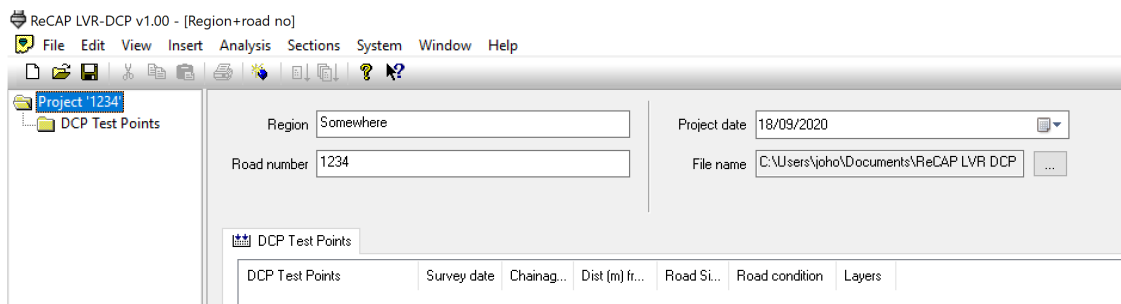 ReCAP LVR-DCP v1.00 - [Region+road no]
File Edit View Insert Analysis Sections System Window Help
Project '1234'
DCP Test Points
Region Somewhere
Project date 18/09/2020
Road number 1234
File name C:\Users\joho\Documents\ReCAP LVR DCP ...
DCP Test Points
DCP Test Points Survey date Chainag... Dist (m) fr... Road Si... Road condition Layers